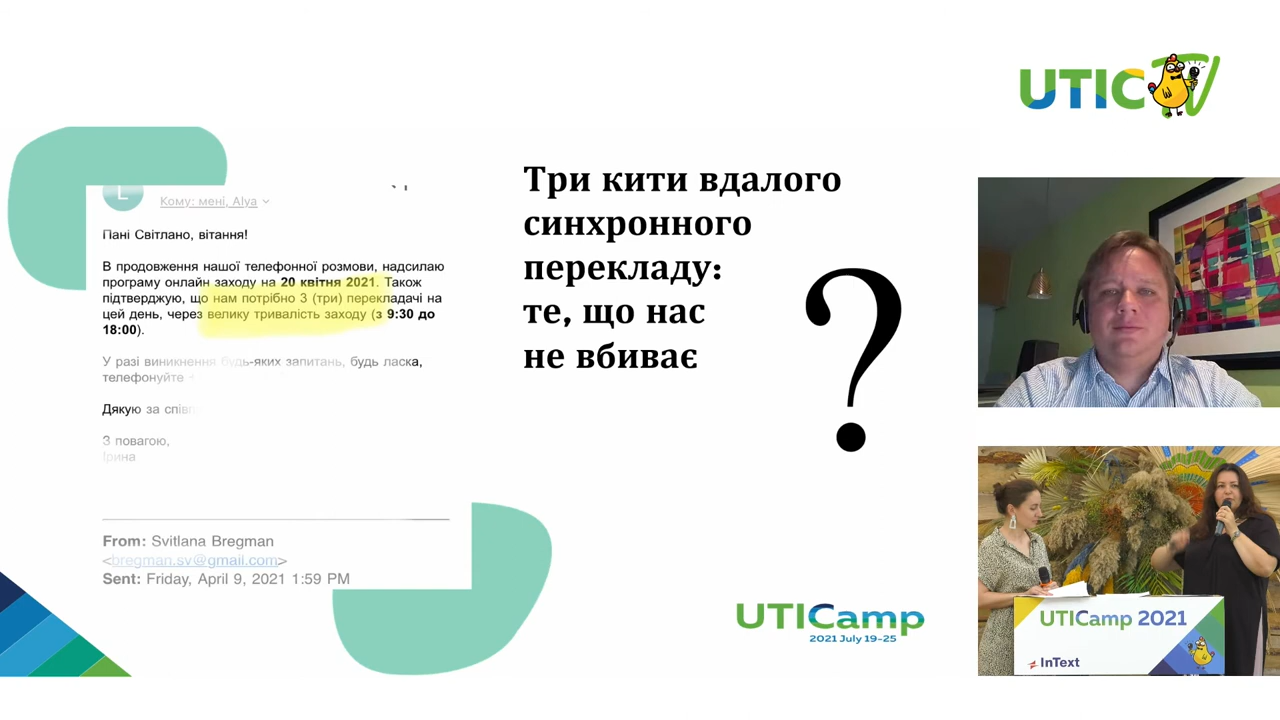 UTIC TV
L
Кому: мені, Alya
Пані Світлано, вітання!
В продовження нашої телефонної розмови, надсилаю
програму онлайн заходу на 20 квітня 2021. Також
підтверджую, що нам потрібно 3 (три) перекладачі на
цей день, через велику тривалість заходу (з 9:30 до
18:00).
У разі виникнення будь-яких запитань, будь ласка,
телефонуйте
Дякую за спів
З повагою,
Ірина
From: Svitlana Bregman
<bregman.sv@gmail.com>
Sent: Friday, April 9, 2021 1:59 PM
Три кити вдалого
синхронного
перекладу:
те, що нас
не вбиває
?
UTICamp
2021 July 19-25
UTICamp 2021
InText